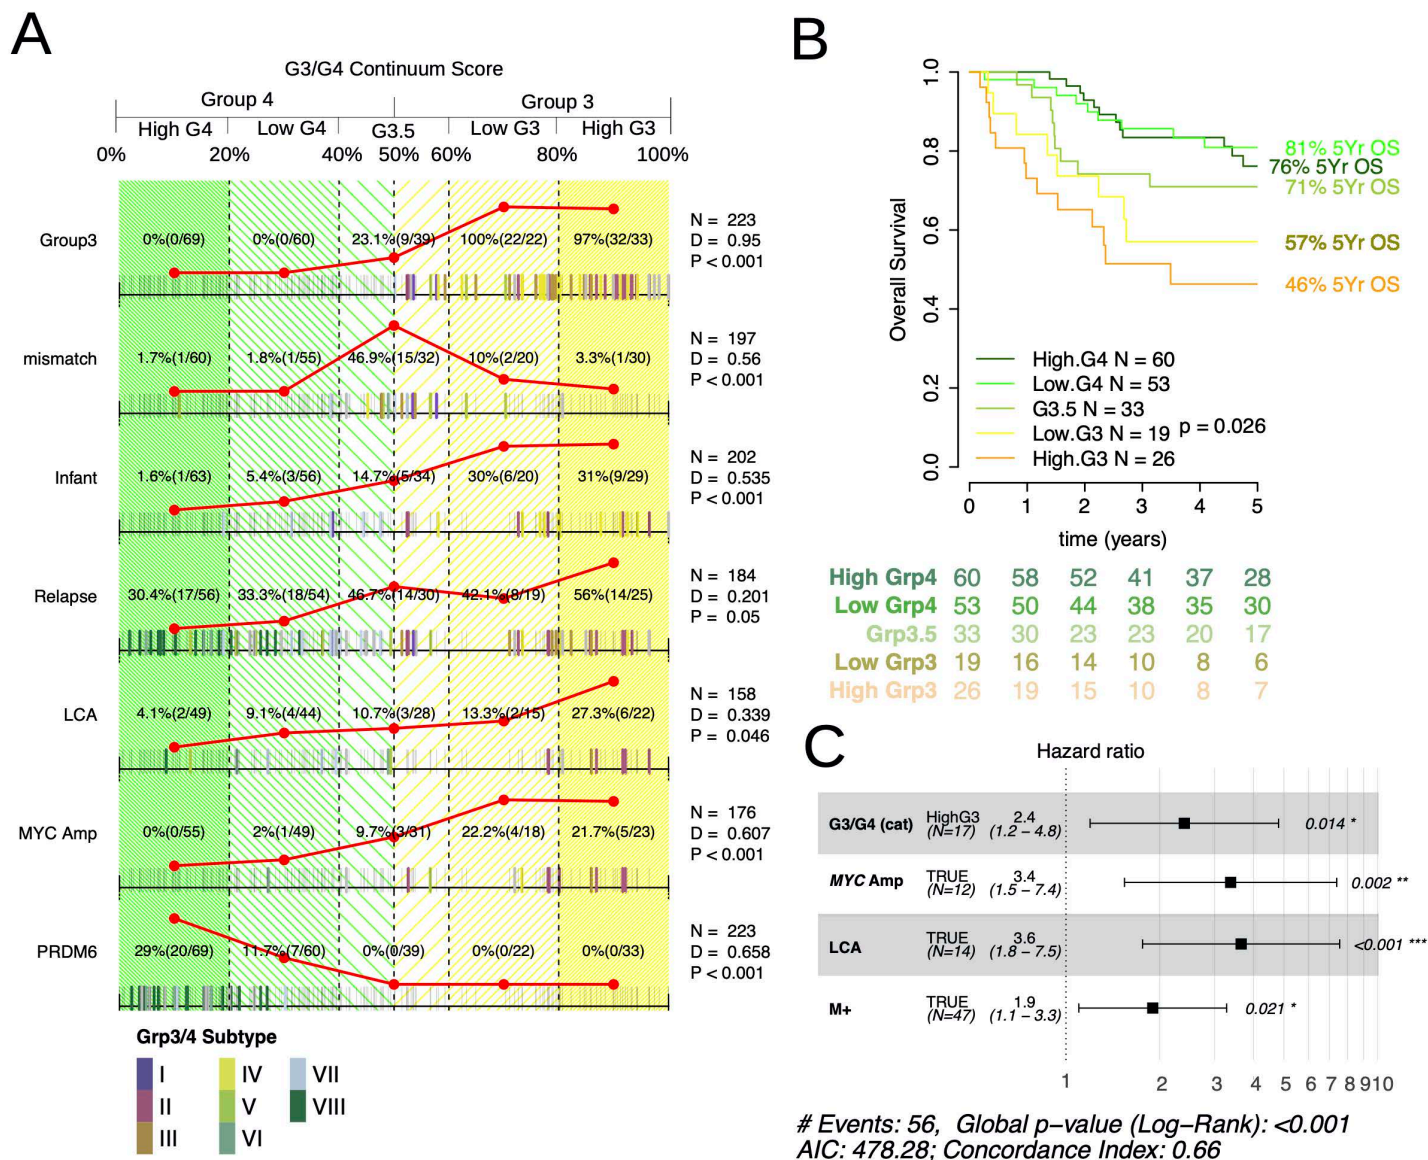 A
G3/G4 Continuum Score
Group 4 Group 3
High G4 Low G4 G3.5 Low G3 High G3
0% 20% 40% 50% 60% 80% 100%
Group3 0%(0/69) 0%(0/60) 23.1%(9/39) 100%(22/22) 97%(32/33)
N = 223
D = 0.95
P < 0.001
mismatch 1.7%(1/60) 1.8%(1/55) 46.9%(15/32) 10%(2/20) 3.3%(1/30)
N = 197
D = 0.56
P < 0.001
Infant 1.6%(1/63) 5.4%(3/56) 14.7%(5/34) 30%(6/20) 31%(9/29)
N = 202
D = 0.535
P < 0.001
Relapse 30.4%(17/56) 33.3%(18/54) 46.7%(14/30) 42.1%(8/19) 56%(14/25)
N = 184
D = 0.201
P = 0.05
LCA 4.1%(2/49) 9.1%(4/44) 10.7%(3/28) 13.3%(2/15) 27.3%(6/22)
N = 158
D = 0.339
P = 0.046
MYC Amp 0%(0/55) 2%(1/49) 9.7%(3/31) 22.2%(4/18) 21.7%(5/23)
N = 176
D = 0.607
P < 0.001
PRDM6 29%(20/69) 11.7%(7/60) 0%(0/39) 0%(0/22) 0%(0/33)
N = 223
D = 0.658
P < 0.001
Grp3/4 Subtype
I IV VII
II V VIII
III VI
B
Overall Survival
1.0
0.8
0.6
0.4
0.2
0.0
81% 5Yr OS
76% 5Yr OS
71% 5Yr OS
57% 5Yr OS
46% 5Yr OS
High.G4 N = 60
Low.G4 N = 53
G3.5 N = 33
Low.G3 N = 19 p = 0.026
High.G3 N = 26
0 1 2 3 4 5
time (years)
High Grp4 60 58 52 41 37 28
Low Grp4 53 50 44 38 35 30
Grp3.5 33 30 23 23 20 17
Low Grp3 19 16 14 10 8 6
High Grp3 26 19 15 10 8 7
C
Hazard ratio
G3/G4 (cat) HighG3 (N=17) 2.4 (1.2 – 4.8) 0.014 *
MYC Amp TRUE (N=12) 3.4 (1.5 – 7.4) 0.002 **
LCA TRUE (N=14) 3.6 (1.8 – 7.5) <0.001 ***
M+ TRUE (N=47) 1.9 (1.1 – 3.3) 0.021 *
1 2 3 4 5 6 7 8 9 10
# Events: 56, Global p−value (Log−Rank): <0.001
AIC: 478.28; Concordance Index: 0.66